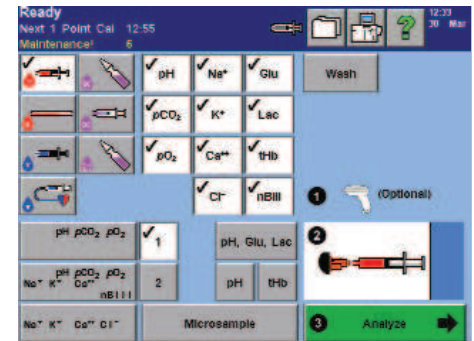 Ready
Next 1 Point Cal 12:55
Maintenance! 6
12:33
30 Mar
pH Na⁺ Glu Wash
pCO₂ K⁺ Lac
pO₂ Ca⁺⁺ tHb
Cl⁻ nBili
1 (Optional)
pH pCO₂ pO₂ 1 pH, Glu, Lac 2
pH pCO₂ pO₂
Na⁺ K⁺ Ca⁺⁺
nBili
2 pH tHb
Na⁺ K⁺ Ca⁺⁺ Cl⁻ Microsample 3 Analyze